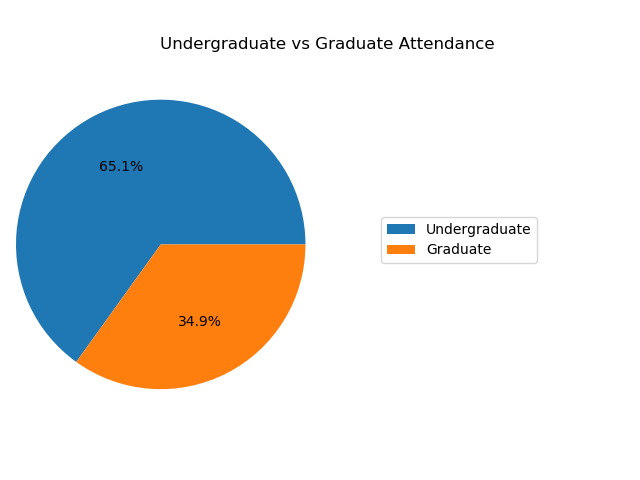 Undergraduate vs Graduate Attendance
65.1%
Undergraduate
Graduate
34.9%